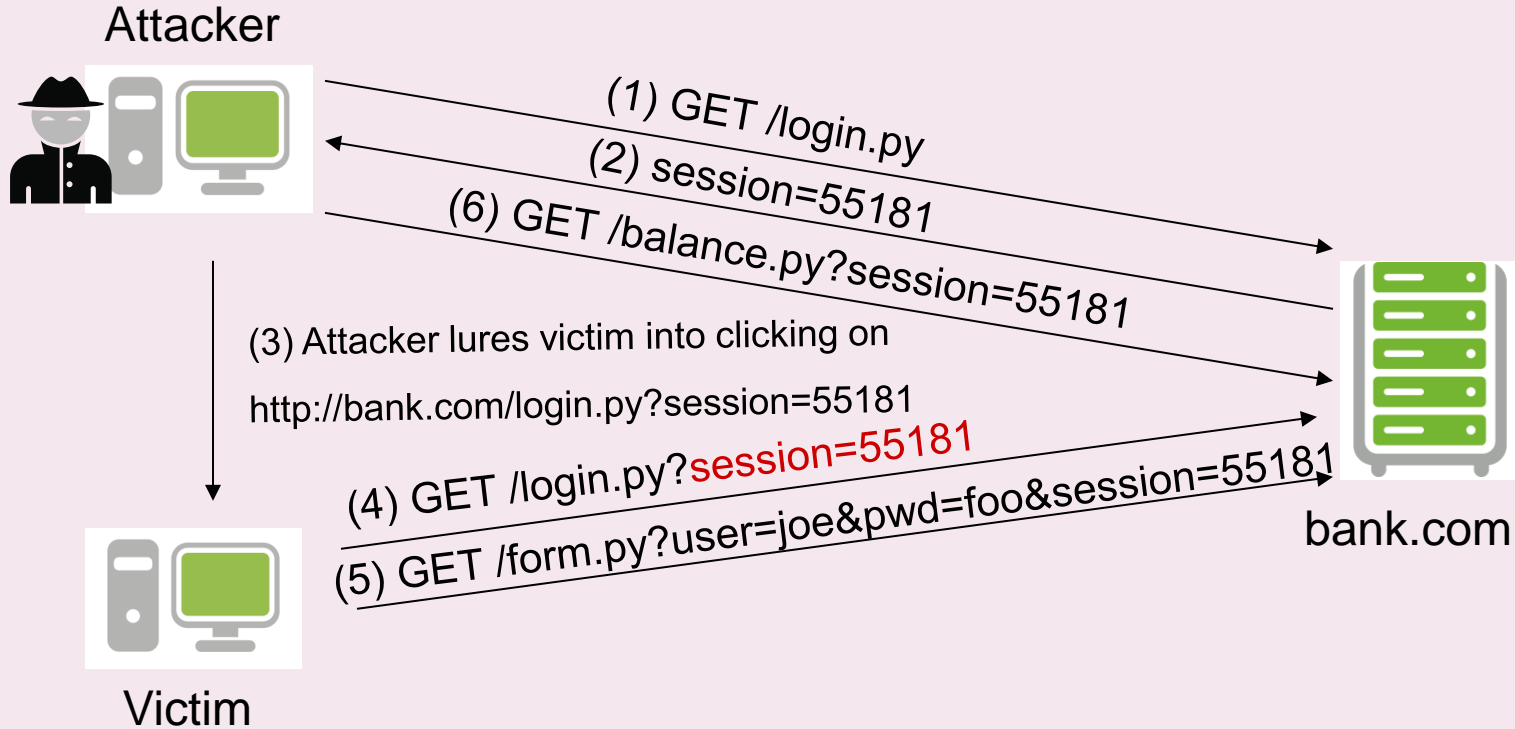 Attacker
(1) GET /login.py
(2) session=55181
(6) GET /balance.py?session=55181
(3) Attacker lures victim into clicking on
http://bank.com/login.py?session=55181
(4) GET /login.py?session=55181
(5) GET /form.py?user=joe&pwd=foo&session=55181
bank.com
Victim